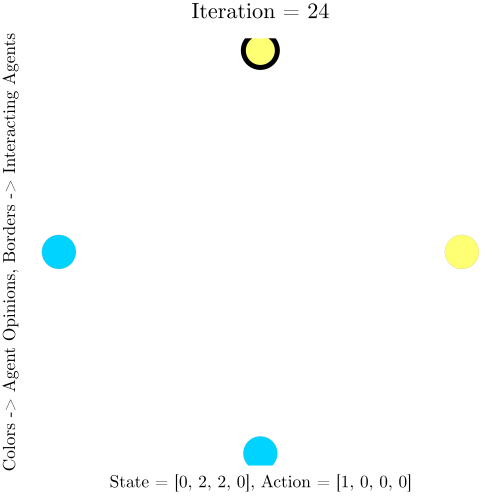 Iteration = 24
Colors -> Agent Opinions, Borders -> Interacting Agents
State = [0, 2, 2, 0], Action = [1, 0, 0, 0]